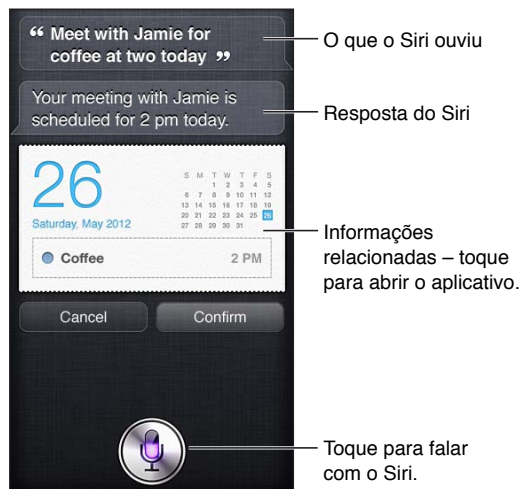 “ Meet with Jamie for
coffee at two today ”
O que o Siri ouviu
Your meeting with Jamie is
scheduled for 2 pm today.
Resposta do Siri
26
Saturday, May 2012
S M T W T F S
1 2 3 4 5
6 7 8 9 10 11 12
13 14 15 16 17 18 19
20 21 22 23 24 25 26
27 28 29 30 31
Coffee 2 PM
Informações
relacionadas – toque
para abrir o aplicativo.
Cancel Confirm
Toque para falar
com o Siri.